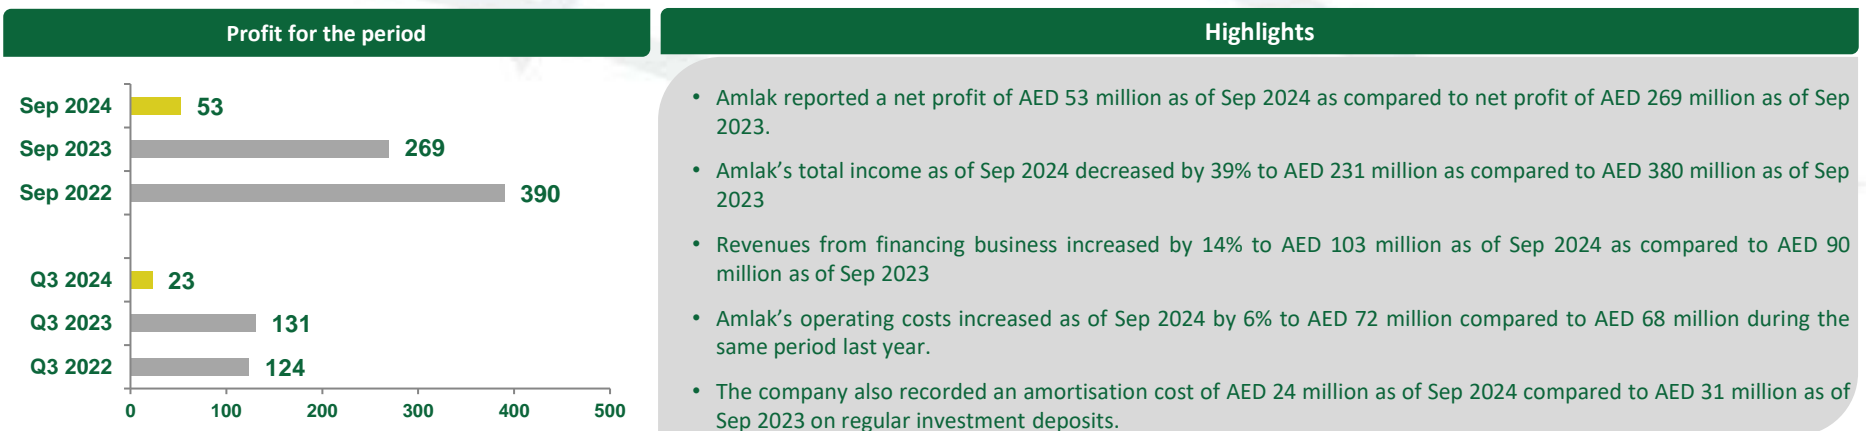 Profit for the period
Sep 2024
53
Sep 2023
269
Sep 2022
390
Q3 2024
23
Q3 2023
131
Q3 2022
124
0 100 200 300 400 500
Highlights
• Amlak reported a net profit of AED 53 million as of Sep 2024 as compared to net profit of AED 269 million as of Sep
2023.
• Amlak's total income as of Sep 2024 decreased by 39% to AED 231 million as compared to AED 380 million as of Sep
2023
• Revenues from financing business increased by 14% to AED 103 million as of Sep 2024 as compared to AED 90
million as of Sep 2023
• Amlak's operating costs increased as of Sep 2024 by 6% to AED 72 million compared to AED 68 million during the
same period last year.
• The company also recorded an amortisation cost of AED 24 million as of Sep 2024 compared to AED 31 million as of
Sep 2023 on regular investment deposits.